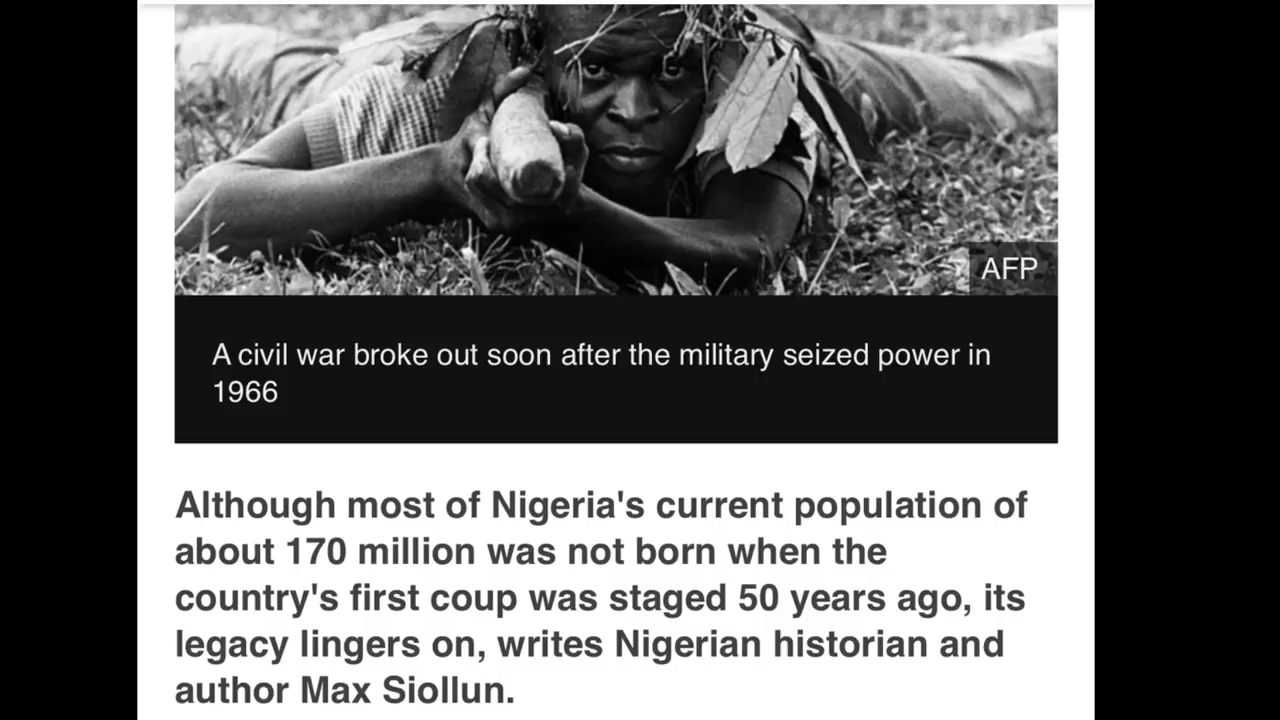 AFP
A civil war broke out soon after the military seized power in
1966
Although most of Nigeria's current population of
about 170 million was not born when the
country's first coup was staged 50 years ago, its
legacy lingers on, writes Nigerian historian and
author Max Siollun.